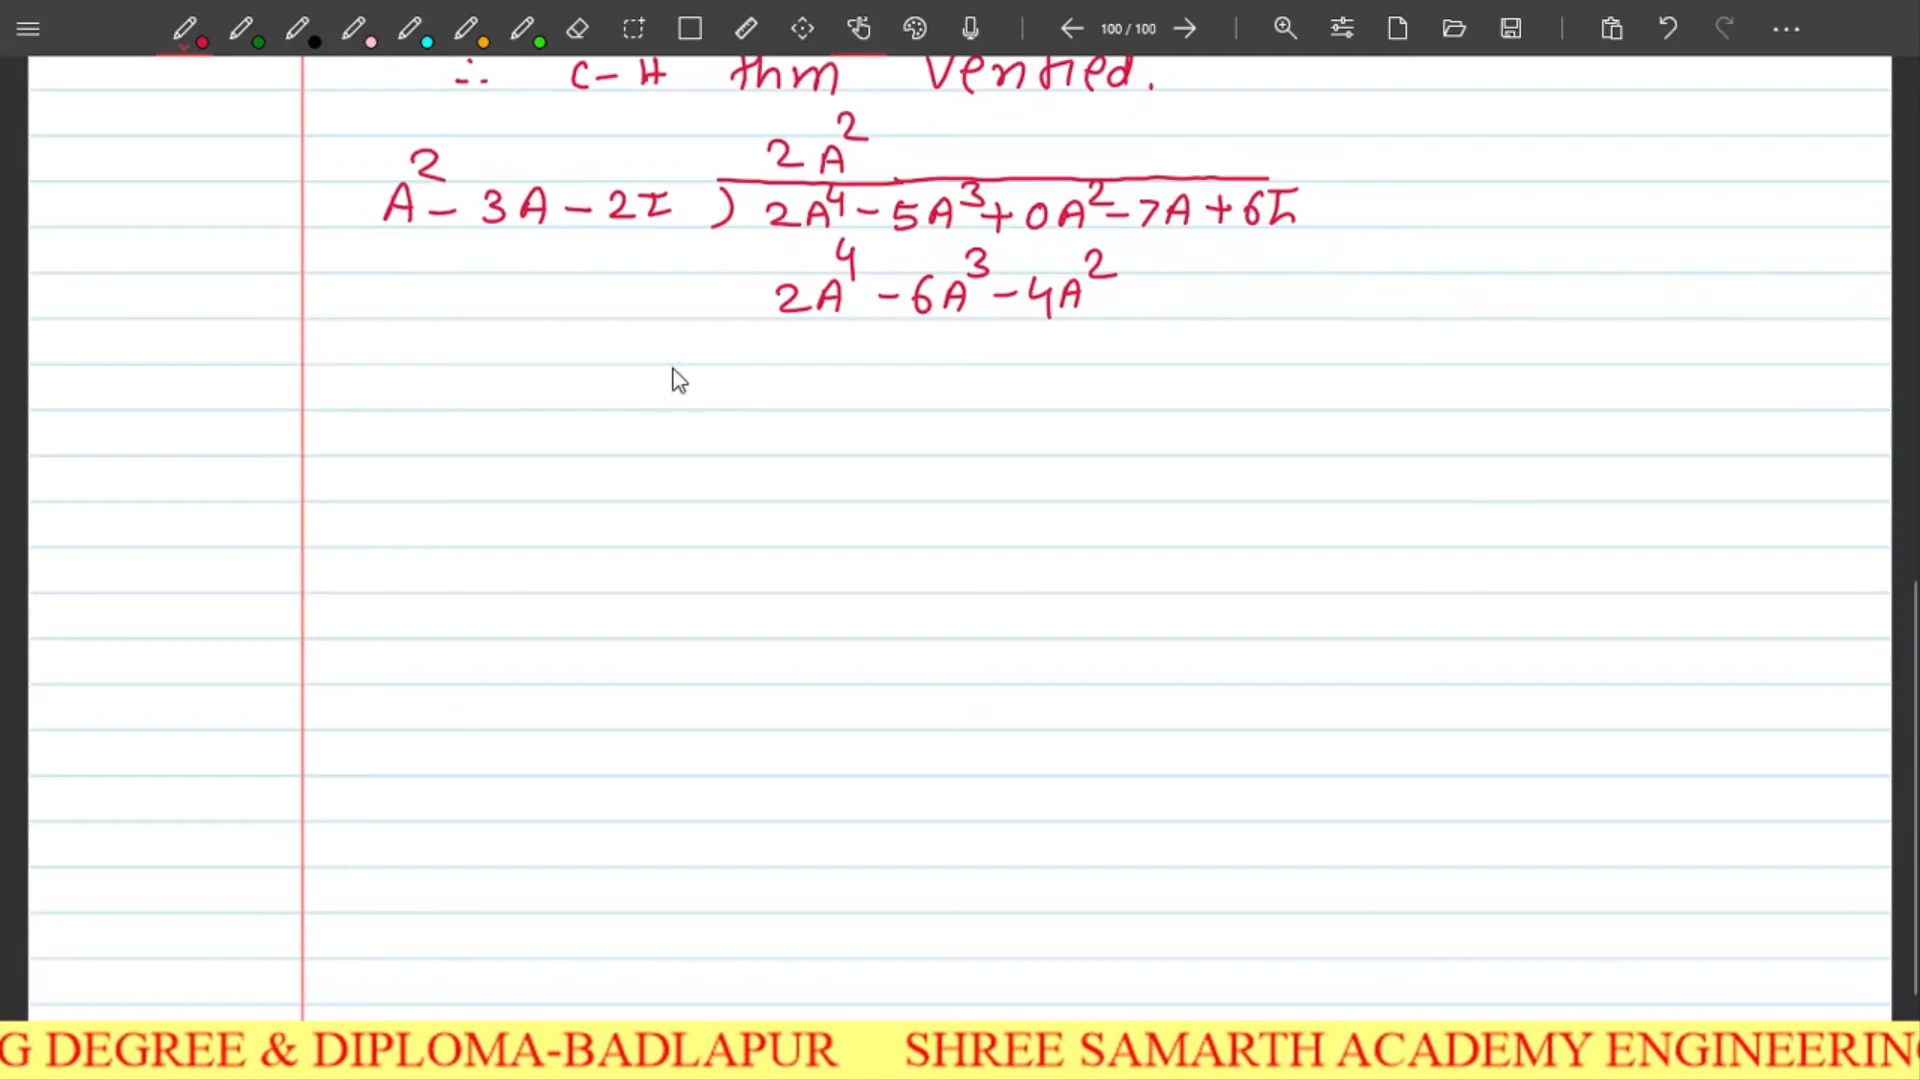 100 / 100
∴ C-H thm Verified.
2A²
A² - 3A - 2I ) 2A⁴ - 5A³ + 0A² - 7A + 6I
2A⁴ - 6A³ - 4A²
G DEGREE & DIPLOMA-BADLAPUR SHREE SAMARTH ACADEMY ENGINEERIN